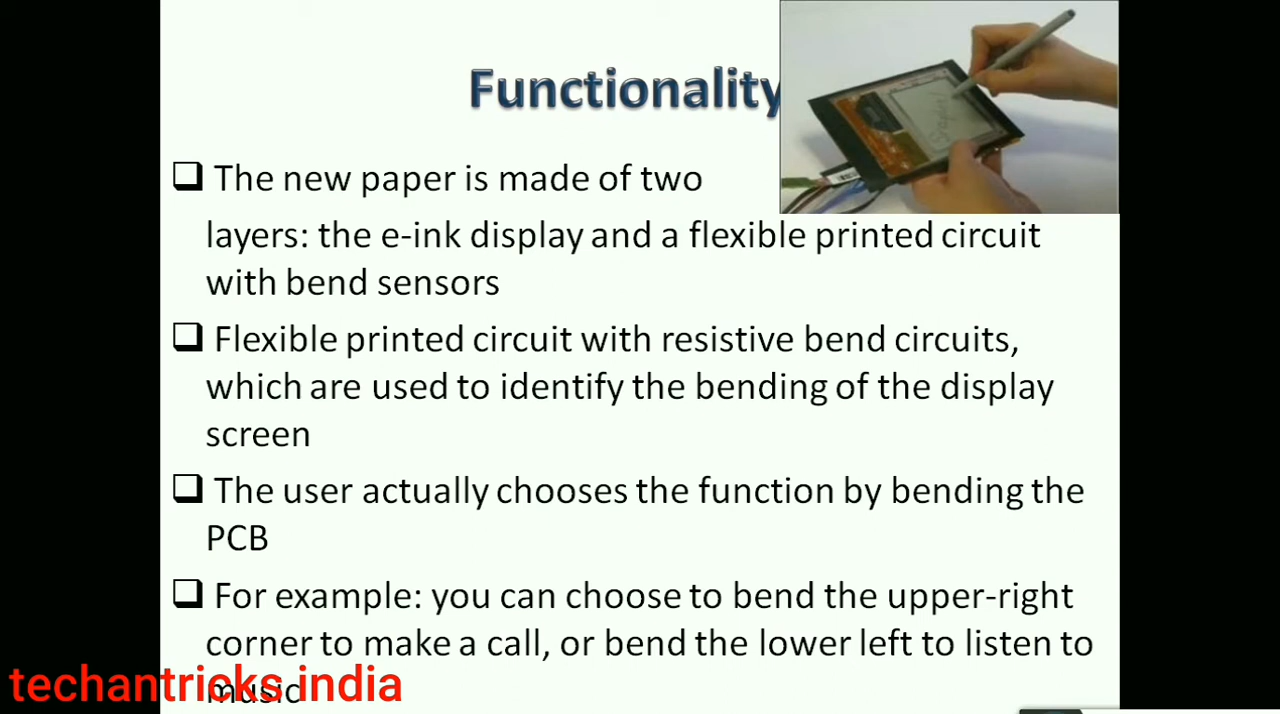 Functionality
The new paper is made of two
layers: the e-ink display and a flexible printed circuit
with bend sensors
Flexible printed circuit with resistive bend circuits,
which are used to identify the bending of the display
screen
The user actually chooses the function by bending the
PCB
For example: you can choose to bend the upper-right
corner to make a call, or bend the lower left to listen to
music
techantricks india